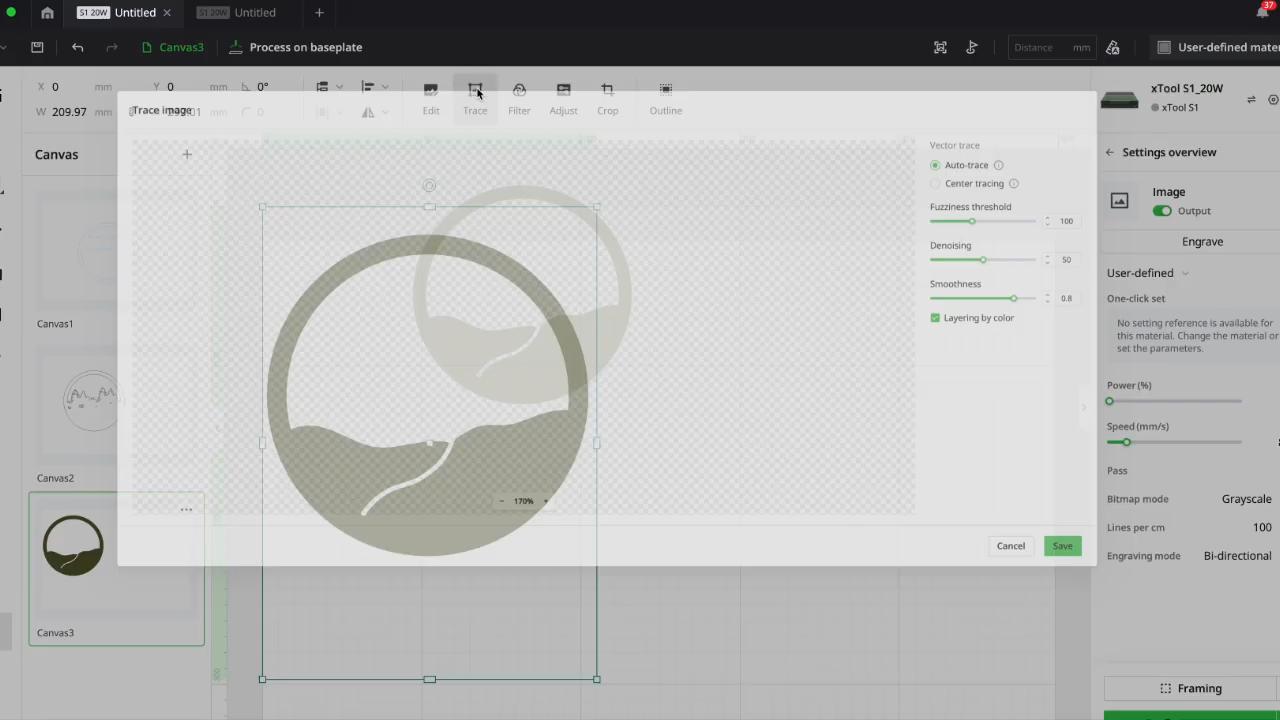 S1 20W Untitled
S1 20W Untitled
37
Canvas3
Process on baseplate
Distance mm
User-defined mater
X 0 mm
Y 0 mm
0°
W 209.97 mm
0
Edit
Trace
Filter
Adjust
Crop
Outline
Trace image
Canvas
Canvas1
Canvas2
Canvas3
170%
Vector trace
Auto-trace
Center tracing
Fuzziness threshold
100
Denoising
50
Smoothness
0.8
Layering by color
Cancel
Save
xTool S1_20W
xTool S1
Settings overview
Image
Output
Engrave
User-defined
One-click set
No setting reference is available for
this material. Change the material or
set the parameters.
Power (%)
Speed (mm/s)
Pass
Bitmap mode Grayscale
Lines per cm 100
Engraving mode Bi-directional
Framing